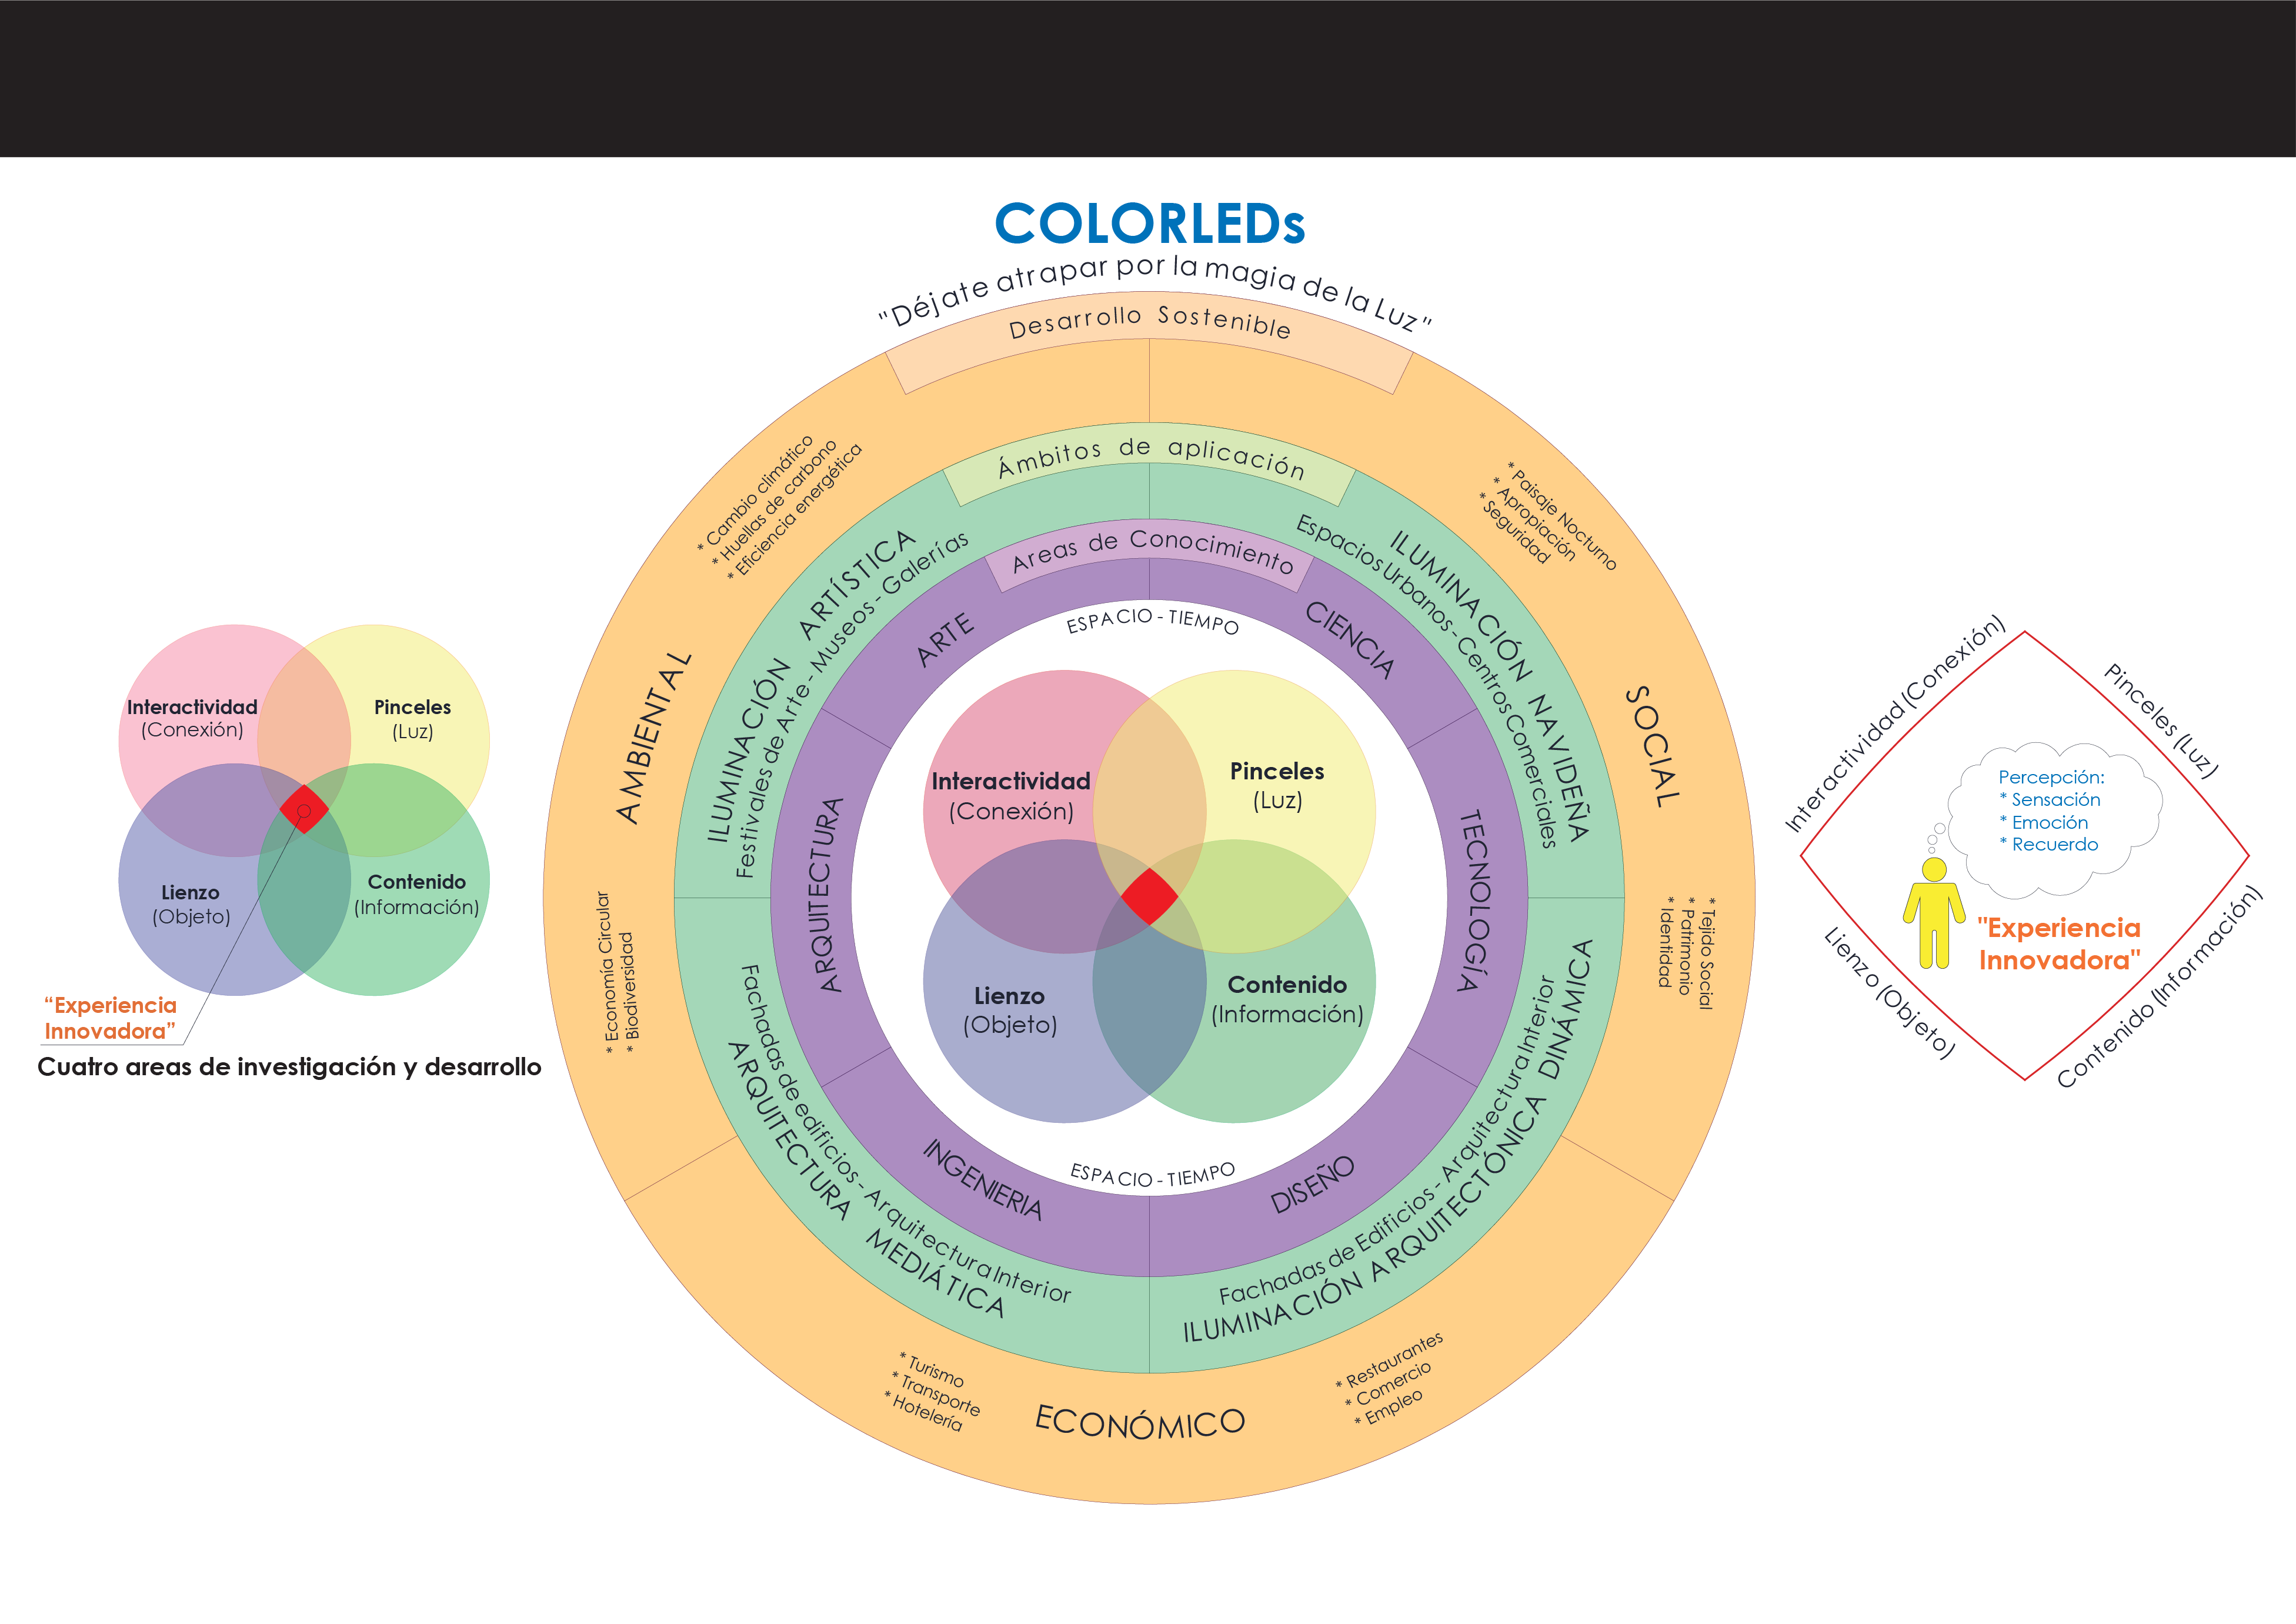 COLORLEDs
"Déjate atrapar por la magia de la Luz"
Desarrollo Sostenible
Ámbitos de aplicación
Areas de Conocimiento
ESPACIO - TIEMPO
AMBIENTAL
* Cambio climático
* Huellas de carbono
* Eficiencia energética
* Economía Circular
* Biodiversidad
SOCIAL
* Paisaje Nocturno
* Apropiación
* Seguridad
* Tejido Social
* Patrimonio
* Identidad
ECONÓMICO
* Turismo
* Transporte
* Hotelería
* Restaurantes
* Comercio
* Empleo
ILUMINACIÓN ARTÍSTICA
Festivales de Arte - Museos - Galerías
ILUMINACIÓN NAVIDEÑA
Espacios Urbanos - Centros Comerciales
Fachadas de edificios - Arquitectura Interior
ARQUITECTURA MEDIÁTICA
Fachadas de Edificios - Arquitectura Interior
ILUMINACIÓN ARQUITECTÓNICA DINÁMICA
ARTE
CIENCIA
TECNOLOGÍA
DISEÑO
INGENIERIA
ARQUITECTURA
Interactividad
(Conexión)
Pinceles
(Luz)
Lienzo
(Objeto)
Contenido
(Información)
ESPACIO - TIEMPO
Interactividad
(Conexión)
Pinceles
(Luz)
Lienzo
(Objeto)
Contenido
(Información)
“Experiencia
Innovadora”
Cuatro areas de investigación y desarrollo
Interactividad (Conexión)
Pinceles (Luz)
Percepción:
* Sensación
* Emoción
* Recuerdo
"Experiencia
Innovadora"
Lienzo (Objeto)
Contenido (Información)